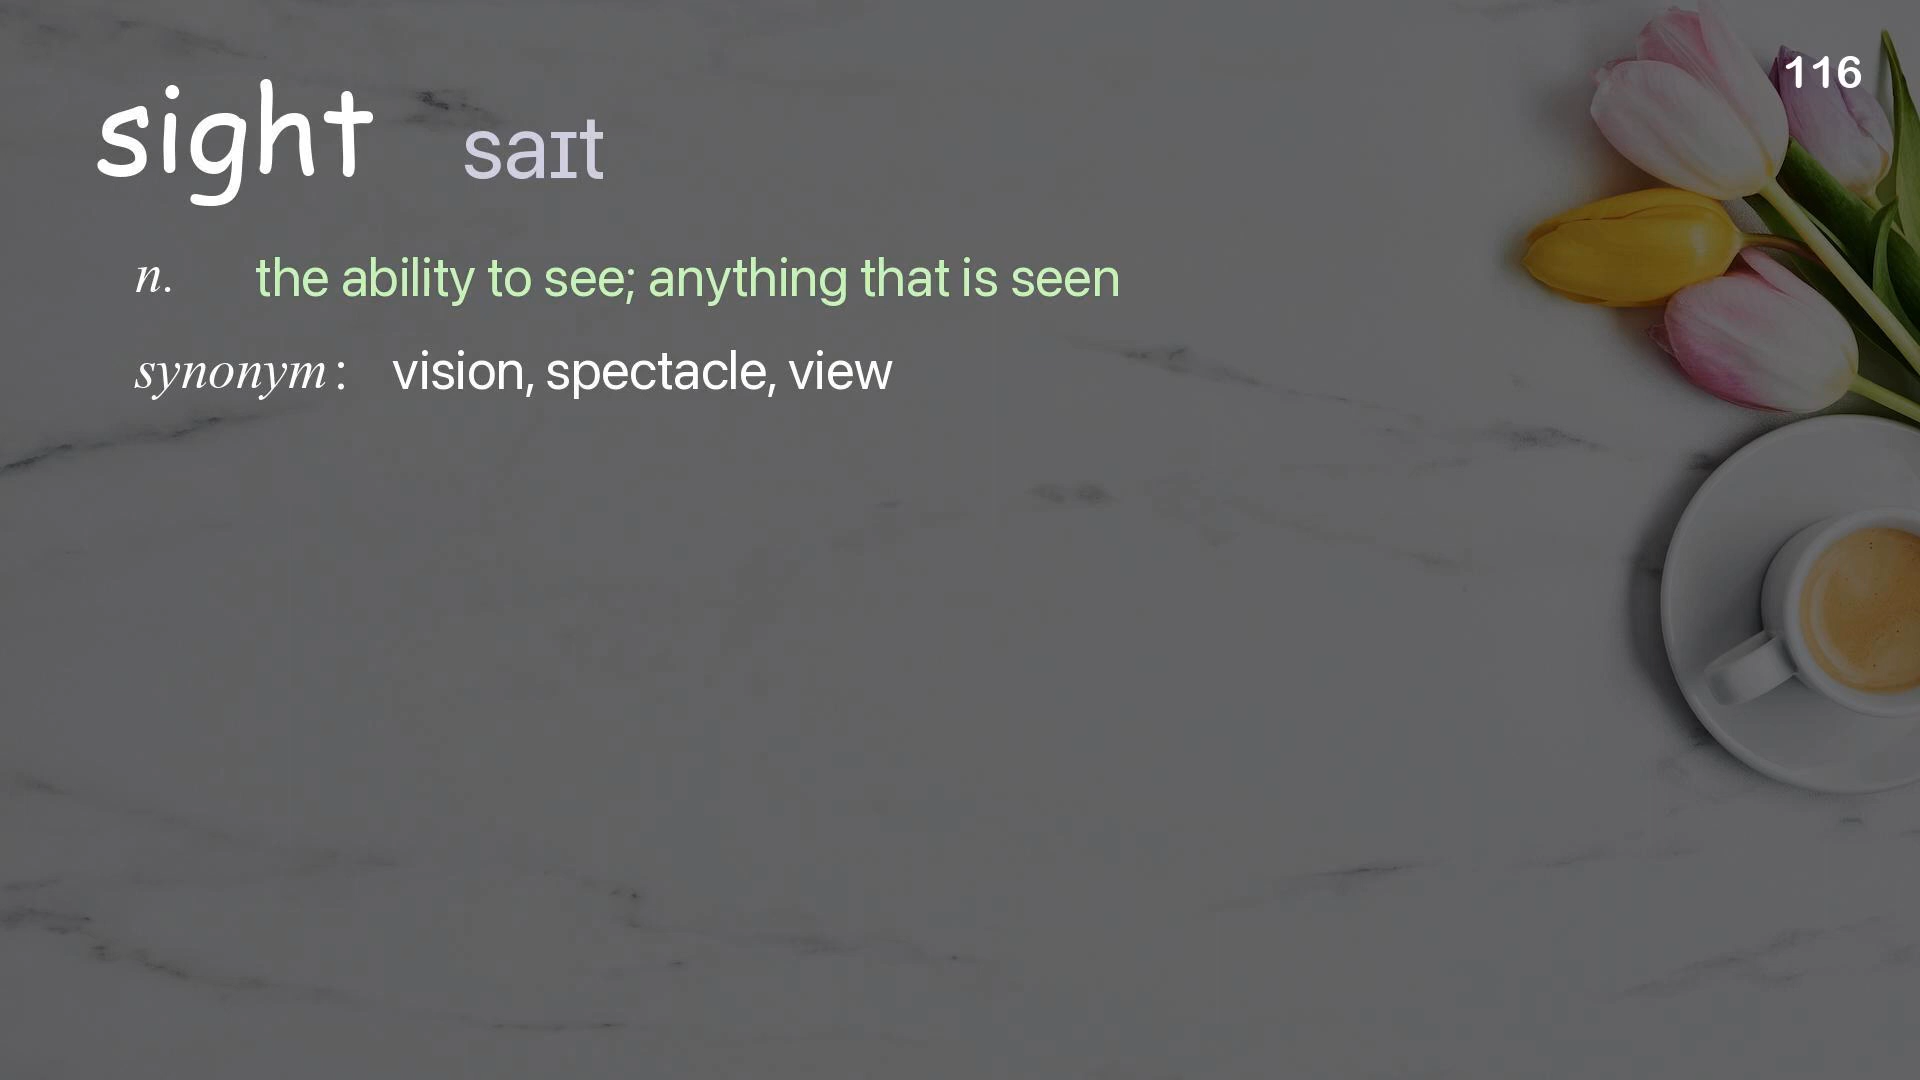 116
sight saɪt
n. the ability to see; anything that is seen
synonym: vision, spectacle, view